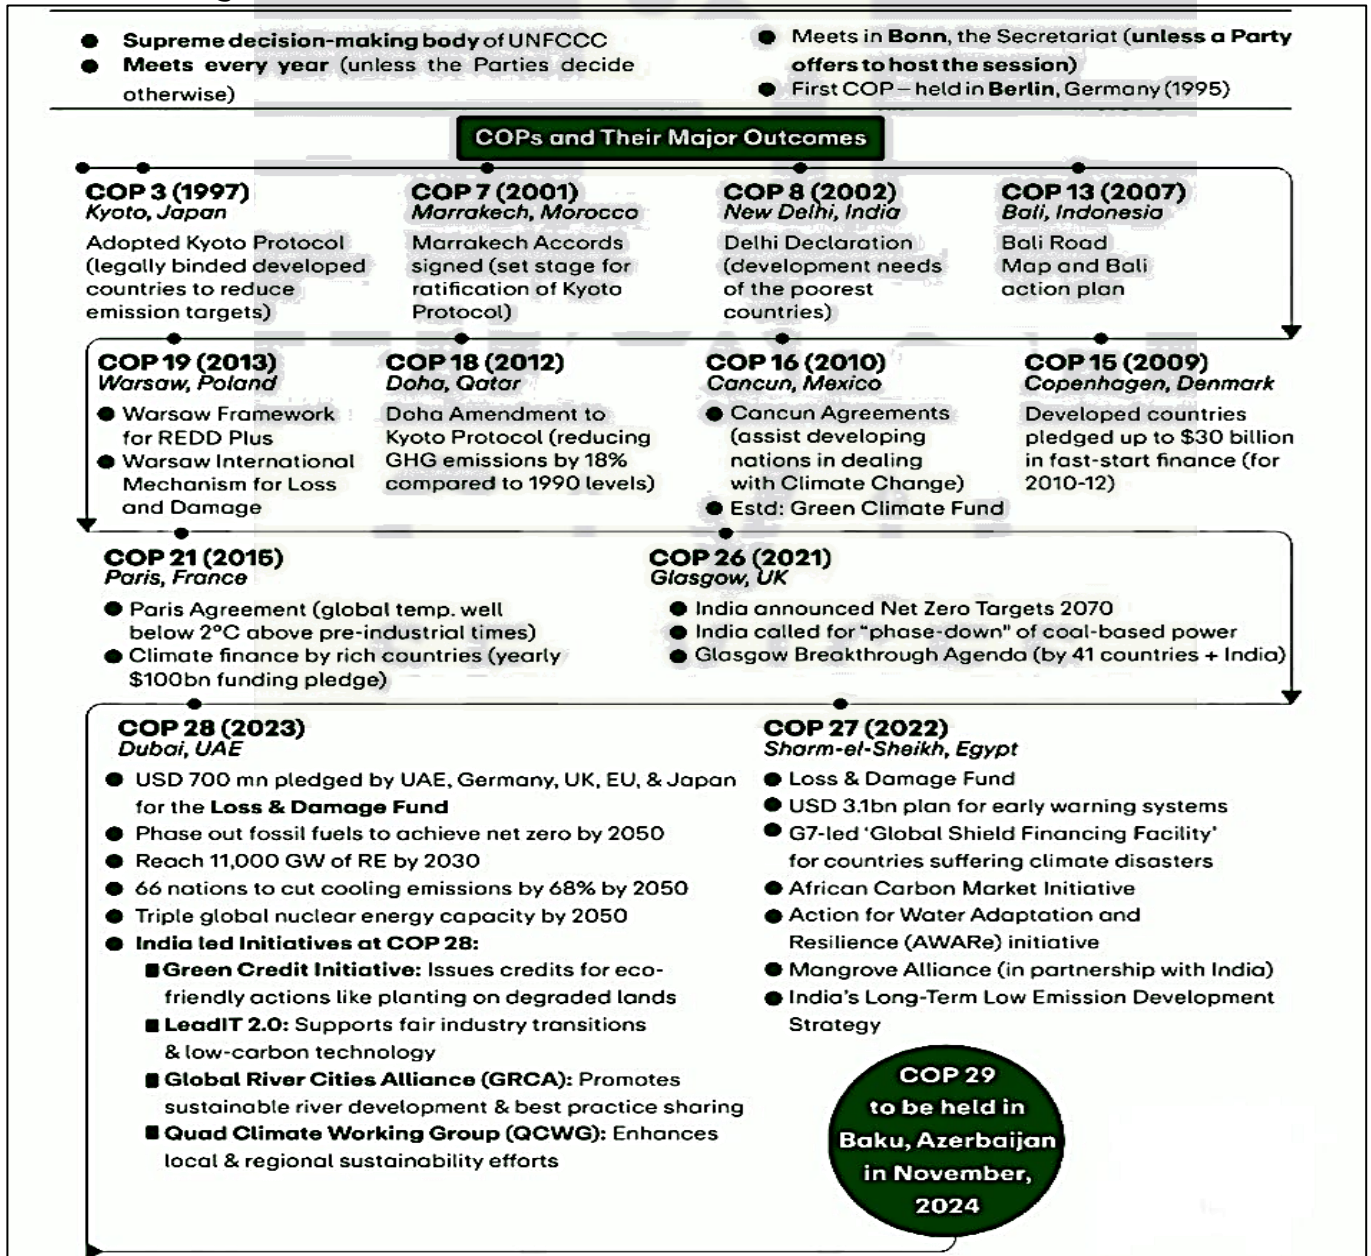 ● Supreme decision-making body of UNFCCC
● Meets every year (unless the Parties decide
otherwise)
● Meets in Bonn, the Secretariat (unless a Party
offers to host the session)
● First COP – held in Berlin, Germany (1995)
COPs and Their Major Outcomes
COP 3 (1997)
Kyoto, Japan
Adopted Kyoto Protocol
(legally binded developed
countries to reduce
emission targets)
COP 7 (2001)
Marrakech, Morocco
Marrakech Accords
signed (set stage for
ratification of Kyoto
Protocol)
COP 8 (2002)
New Delhi, India
Delhi Declaration
(development needs
of the poorest
countries)
COP 13 (2007)
Bali, Indonesia
Bali Road
Map and Bali
action plan
COP 19 (2013)
Warsaw, Poland
● Warsaw Framework
for REDD Plus
● Warsaw International
Mechanism for Loss
and Damage
COP 18 (2012)
Doha, Qatar
Doha Amendment to
Kyoto Protocol (reducing
GHG emissions by 18%
compared to 1990 levels)
COP 16 (2010)
Cancun, Mexico
● Cancun Agreements
(assist developing
nations in dealing
with Climate Change)
● Estd: Green Climate Fund
COP 15 (2009)
Copenhagen, Denmark
Developed countries
pledged up to $30 billion
in fast-start finance (for
2010-12)
COP 21 (2015)
Paris, France
● Paris Agreement (global temp. well
below 2°C above pre-industrial times)
● Climate finance by rich countries (yearly
$100bn funding pledge)
COP 26 (2021)
Glasgow, UK
● India announced Net Zero Targets 2070
● India called for “phase-down” of coal-based power
● Glasgow Breakthrough Agenda (by 41 countries + India)
COP 28 (2023)
Dubai, UAE
● USD 700 mn pledged by UAE, Germany, UK, EU, & Japan
for the Loss & Damage Fund
● Phase out fossil fuels to achieve net zero by 2050
● Reach 11,000 GW of RE by 2030
● 66 nations to cut cooling emissions by 68% by 2050
● Triple global nuclear energy capacity by 2050
● India led Initiatives at COP 28:
■ Green Credit Initiative: Issues credits for eco-
friendly actions like planting on degraded lands
■ LeadIT 2.0: Supports fair industry transitions
& low-carbon technology
■ Global River Cities Alliance (GRCA): Promotes
sustainable river development & best practice sharing
■ Quad Climate Working Group (QCWG): Enhances
local & regional sustainability efforts
COP 27 (2022)
Sharm-el-Sheikh, Egypt
● Loss & Damage Fund
● USD 3.1bn plan for early warning systems
● G7-led ‘Global Shield Financing Facility’
for countries suffering climate disasters
● African Carbon Market Initiative
● Action for Water Adaptation and
Resilience (AWARe) initiative
● Mangrove Alliance (in partnership with India)
● India’s Long-Term Low Emission Development
Strategy
COP 29
to be held in
Baku, Azerbaijan
in November,
2024